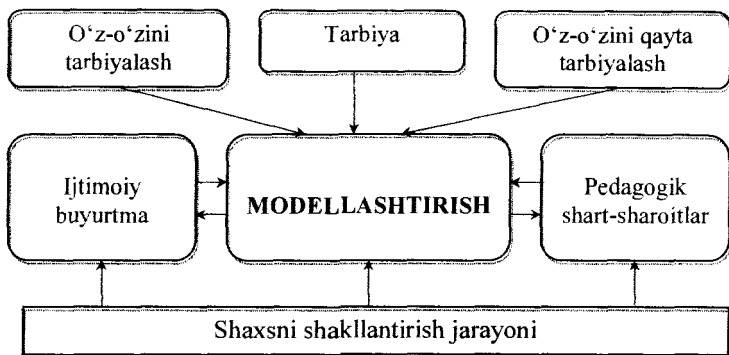 O‘z-o‘zini
tarbiyalash
Tarbiya
O‘z-o‘zini qayta
tarbiyalash
Ijtimoiy
buyurtma
MODELLASHTIRISH
Pedagogik
shart-sharoitlar
Shaxsni shakllantirish jarayoni